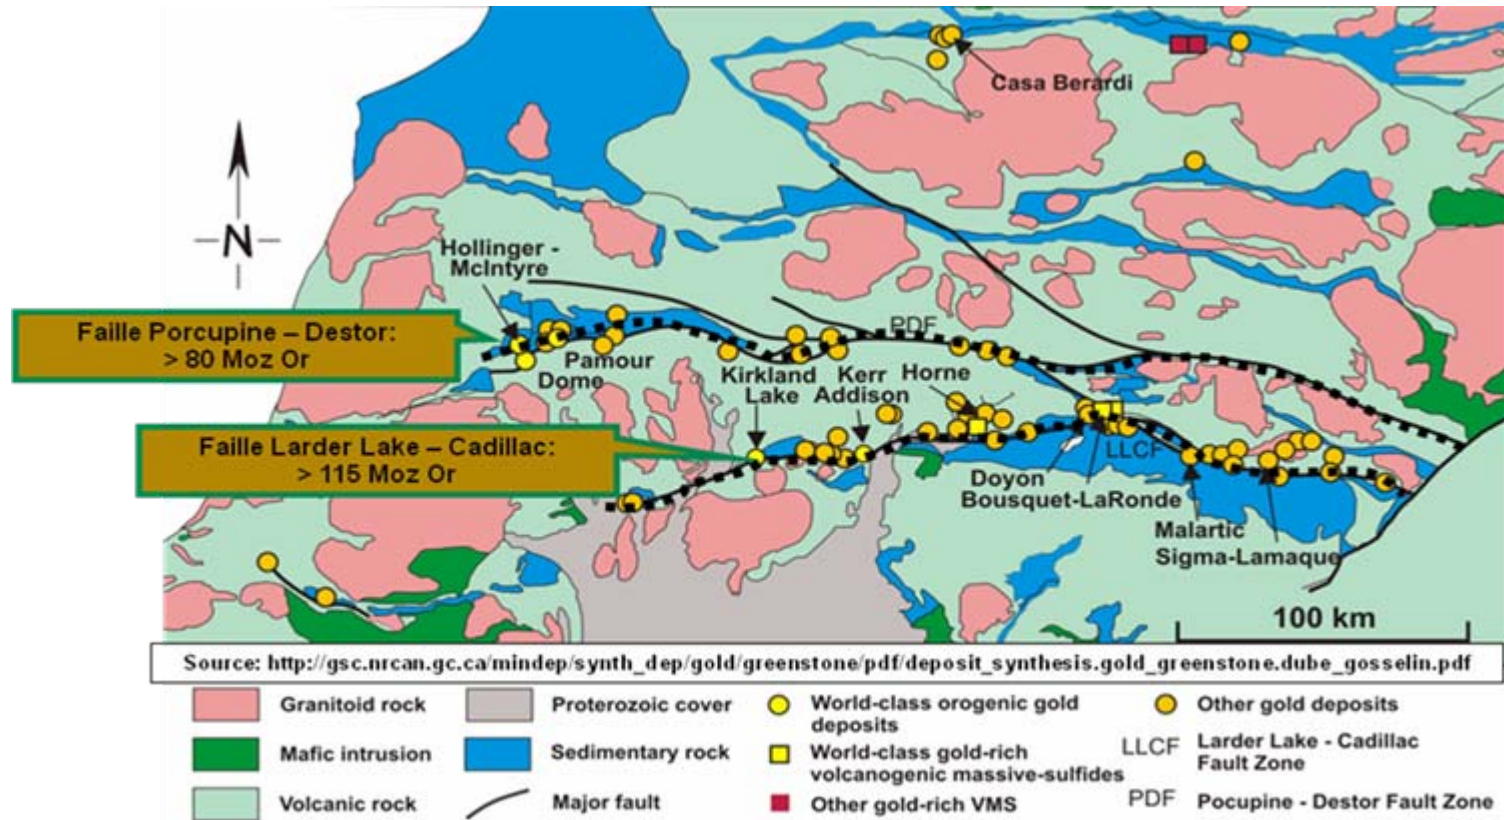 Casa Berardi
N
Hollinger -
McIntyre
Faille Porcupine – Destor:
> 80 Moz Or
PDF
Pamour
Dome
Kirkland
Lake
Kerr
Addison
Horne
Faille Larder Lake – Cadillac:
> 115 Moz Or
LLCF
Doyon
Bousquet-LaRonde
Malartic
Sigma-Lamaque
100 km
Source: http://gsc.nrcan.gc.ca/mindep/synth_dep/gold/greenstone/pdf/deposit_synthesis.gold_greenstone.dube_gosselin.pdf
Granitoid rock
Mafic intrusion
Volcanic rock
Proterozoic cover
Sedimentary rock
Major fault
World-class orogenic gold
deposits
World-class gold-rich
volcanogenic massive-sulfides
Other gold-rich VMS
Other gold deposits
LLCF Larder Lake - Cadillac
Fault Zone
PDF Pocupine - Destor Fault Zone